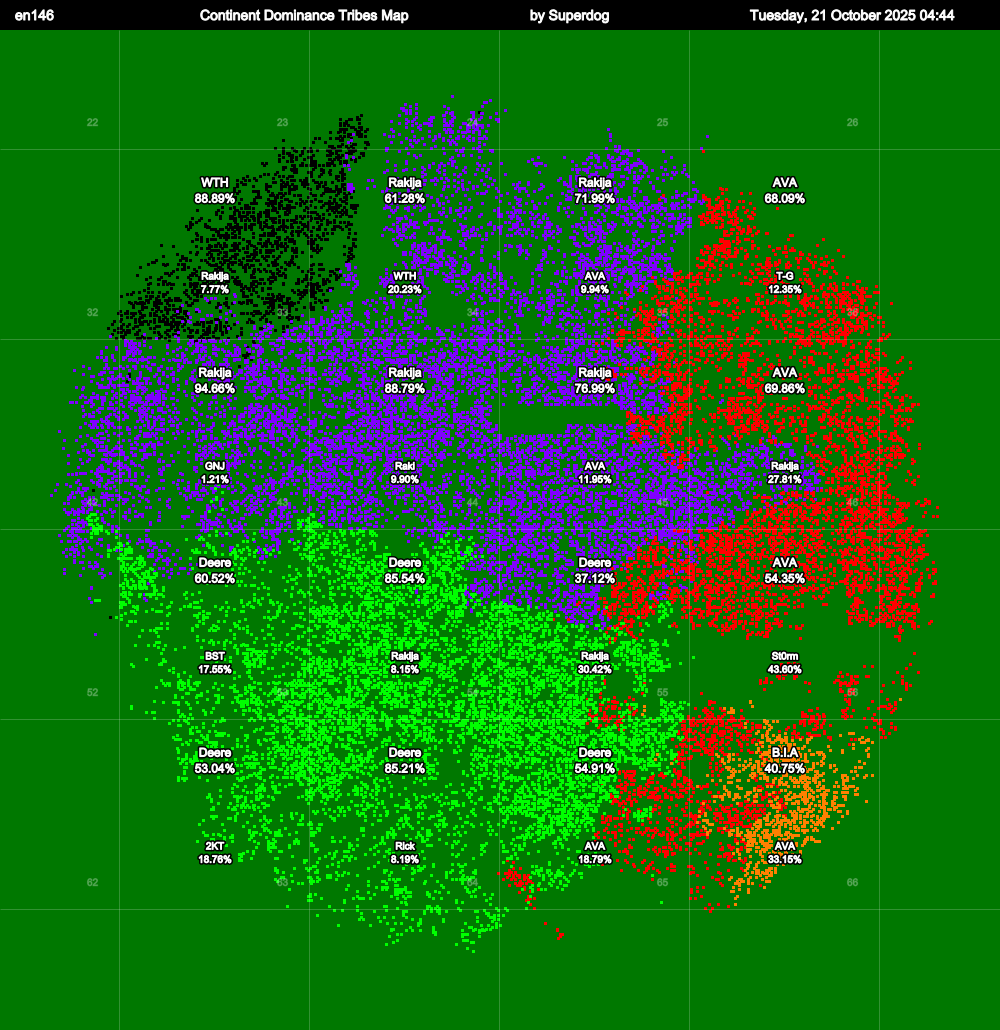 en146 Continent Dominance Tribes Map by Superdog Tuesday, 21 October 2025 04:44
22 23 24 25 26
WTH Rakija Rakija AVA
88.89% 61.28% 71.99% 68.09%
Rakija WTH AVA T-G
7.77% 20.23% 9.94% 12.35%
32 33 34 35 36
Rakija Rakija Rakija AVA
94.66% 88.79% 76.99% 69.86%
GNJ Raki AVA Rakija
1.21% 9.90% 11.95% 27.81%
42 43 44 45 46
Deere Deere Deere AVA
60.52% 85.54% 37.12% 54.35%
BST Rakija Rakija St0rm
17.55% 8.15% 30.42% 43.60%
52 53 54 55 56
Deere Deere Deere B.I.A
53.04% 85.21% 54.91% 40.75%
2KT Rick AVA AVA
18.76% 8.19% 18.79% 33.15%
62 63 64 65 66